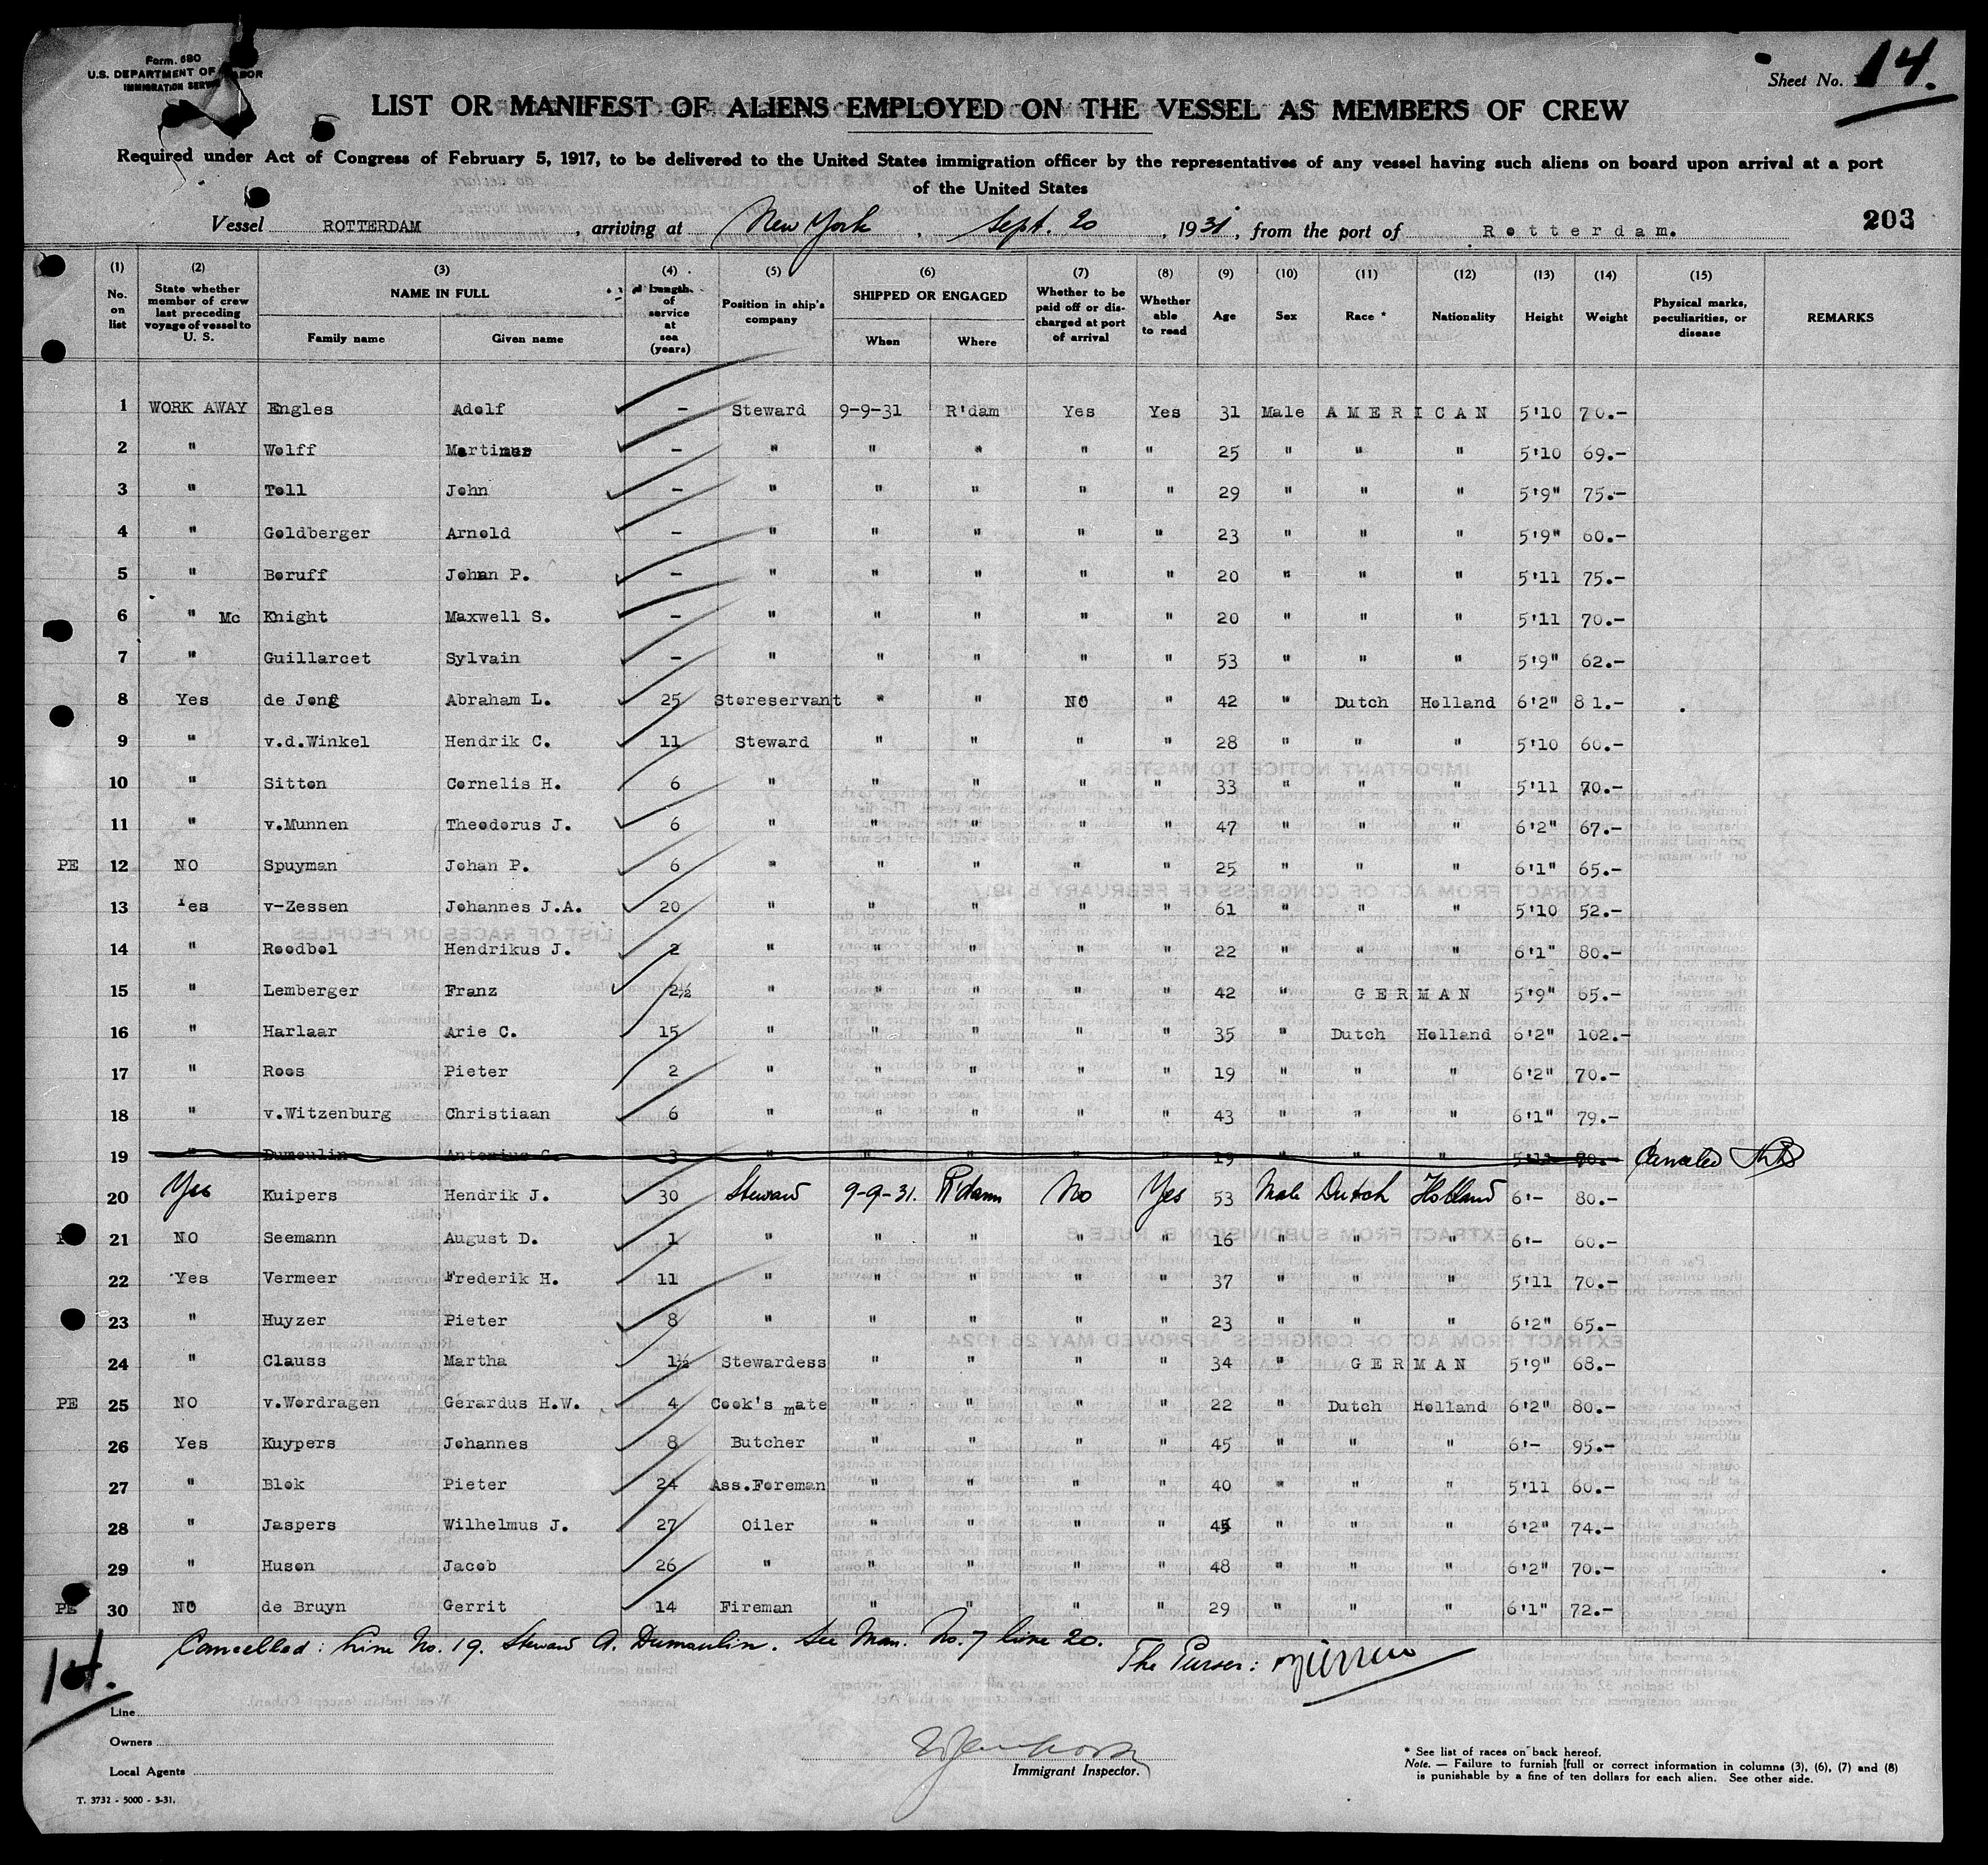 Form. 680
U.S. DEPARTMENT OF LABOR
IMMIGRATION SERVICE
Sheet No. 14.
LIST OR MANIFEST OF ALIENS EMPLOYED ON THE VESSEL AS MEMBERS OF CREW
Required under Act of Congress of February 5, 1917, to be delivered to the United States immigration officer by the representatives of any vessel having such aliens on board upon arrival at a port
of the United States
Vessel ROTTERDAM, arriving at New York, Sept. 20, 1931, from the port of Rotterdam. 203
(1) No. on list (2) State whether member of crew last preceding voyage of vessel to U. S. (3) NAME IN FULL Family name Given name (4) Length of service at sea (years) (5) Position in ship's company (6) SHIPPED OR ENGAGED When Where (7) Whether to be paid off or discharged at port of arrival (8) Whether able to read (9) Age (10) Sex (11) Race * (12) Nationality (13) Height (14) Weight (15) Physical marks, peculiarities, or disease REMARKS
1 WORK AWAY Engles Adolf - Steward 9-9-31 R'dam Yes Yes 31 Male AMERICAN 5'10 70.-
2 " Wolff Martimer - " " " " " 25 " " " 5'10 69.-
3 " Toll John - " " " " " 29 " " " 5'9" 75.-
4 " Goldberger Arnold - " " " " " 23 " " " 5'9" 60.-
5 " Boruff Johan P. - " " " " " 20 " " " 5'11 75.-
6 " Mc Knight Maxwell S. - " " " " " 20 " " " 5'11 70.-
7 " Guillarcet Sylvain - " " " " " 53 " " " 5'9" 62.-
8 Yes de Jong Abraham L. 25 Storeservant " " NO " 42 " Dutch Holland 6'2" 81.-
9 " v.d.Winkel Hendrik C. 11 Steward " " " " 28 " " " 5'10 60.-
10 " Sitton Cornelis H. 6 " " " " " 33 " " " 5'11 70.-
11 " v.Munnen Theodorus J. 6 " " " " " 47 " " " 6'2" 67.-
PE 12 NO Spuyman Johan P. 6 " " " " " 25 " " " 6'1" 65.-
13 Yes v-Zessen Johannes J.A. 20 " " " " " 61 " " " 5'10 52.-
14 " Roodbol Hendrikus J. 2 " " " " " 22 " " " 6'1" 80.-
15 " Lemberger Franz 2½ " " " " " 42 " GERMAN 5'9" 65.-
16 " Harlaar Arie C. 15 " " " " " 35 " Dutch Holland 6'2" 102.-
17 " Roos Pieter 2 " " " " " 19 " " " 6'2" 70.-
18 " v.Witzenburg Christiaan 6 " " " " " 43 " " " 6'1" 79.-
19 " Dumoulin Antonius C. 3 " " " " " 19 " " " 5'11 70.-
20 Yes Kuipers Hendrik J. 30 Steward 9-9-31. R'dam No Yes 53 Male Dutch Holland 6'- 80.-
21 NO Seemann August D. 1 " " " " " 16 " " " 6'- 60.-
22 Yes Vermeer Frederik H. 11 " " " " " 37 " " " 5'11 70.-
23 " Huyzer Pieter 8 " " " " " 23 " " " 6'2" 65.-
24 " Clauss Martha 1½ Stewardess " " " " 34 " GERMAN 5'9" 68.-
PE 25 NO v.Wordragen Gerardus H.W. 4 Cook's mate " " " " 22 " Dutch Holland 6'2" 80.-
26 Yes Kuypers Johannes 8 Butcher " " " " 45 " " " 6'- 95.-
27 " Blok Pieter 24 Ass.Foreman " " " " 40 " " " 5'11 60.-
28 " Jaspers Wilhelmus J. 27 Oiler " " " " 45 " " " 6'2" 74.-
29 " Huson Jacob 26 " " " " " 48 " " " 6'2" 70.-
PE 30 NO de Bruyn Gerrit 14 Fireman " " " " 29 " " " 6'1" 72.-
Cancelled: Line No. 19. Steward A. Dumoulin. See Man. No. 7 line 20.
The Purser:
14.
Line
Owners
Local Agents
Immigrant Inspector.
* See list of races on back hereof.
Note. — Failure to furnish full or correct information in columns (3), (6), (7) and (8)
is punishable by a fine of ten dollars for each alien. See other side.
T. 3732 - 5000 - 3-31.